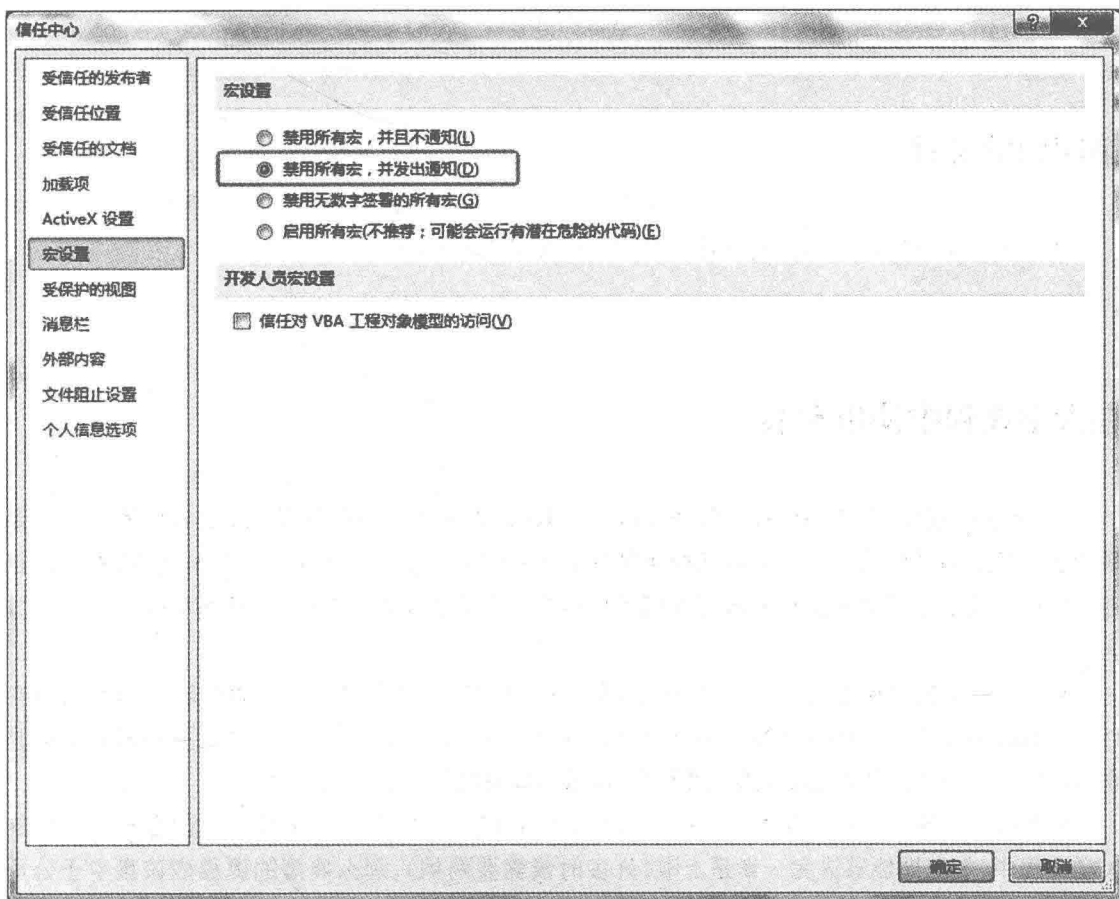 信任中心
受信任的发布者
受信任位置
受信任的文档
加载项
ActiveX 设置
宏设置
受保护的视图
消息栏
外部内容
文件阻止设置
个人信息选项
宏设置
禁用所有宏，并且不通知(L)
禁用所有宏，并发出通知(D)
禁用无数字签署的所有宏(G)
启用所有宏(不推荐；可能会运行有潜在危险的代码)(E)
开发人员宏设置
信任对 VBA 工程对象模型的访问(V)
确定
取消